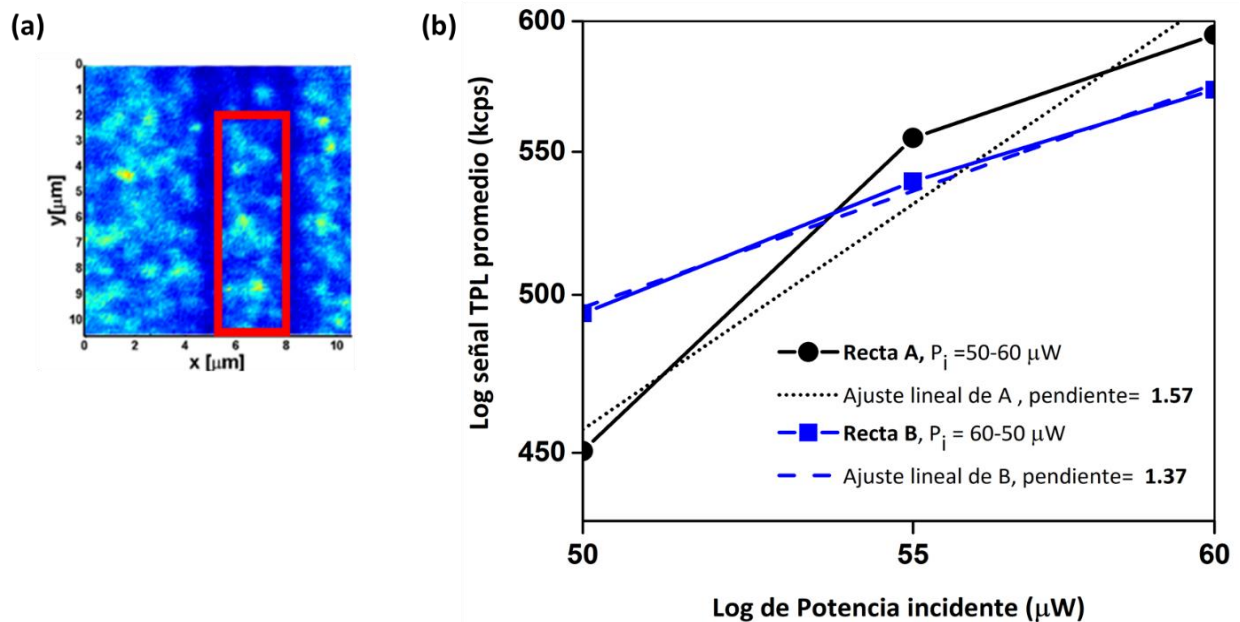 (a)
0
1
2
3
4
5
6
7
8
9
10
y[μm]
0 2 4 6 8 10
x [μm]
(b)
600
550
500
450
Log señal TPL promedio (kcps)
Recta A, Pi =50-60 μW
Ajuste lineal de A , pendiente= 1.57
Recta B, Pi = 60-50 μW
Ajuste lineal de B, pendiente= 1.37
50 55 60
Log de Potencia incidente (μW)